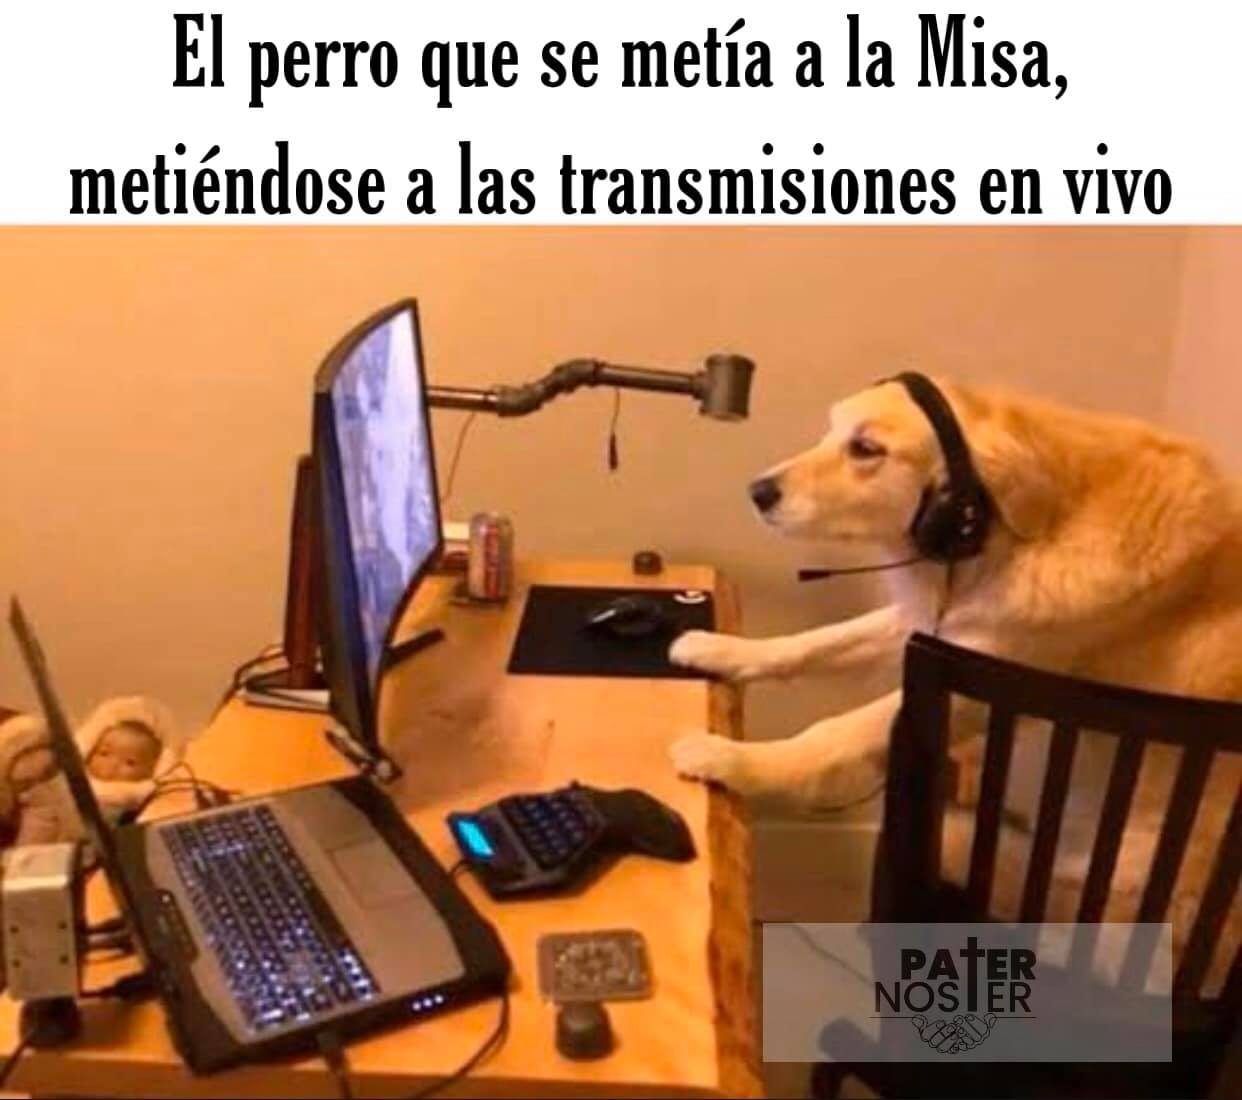 El perro que se metía a la Misa,
metiéndose a las transmisiones en vivo
PATER
NOSTER